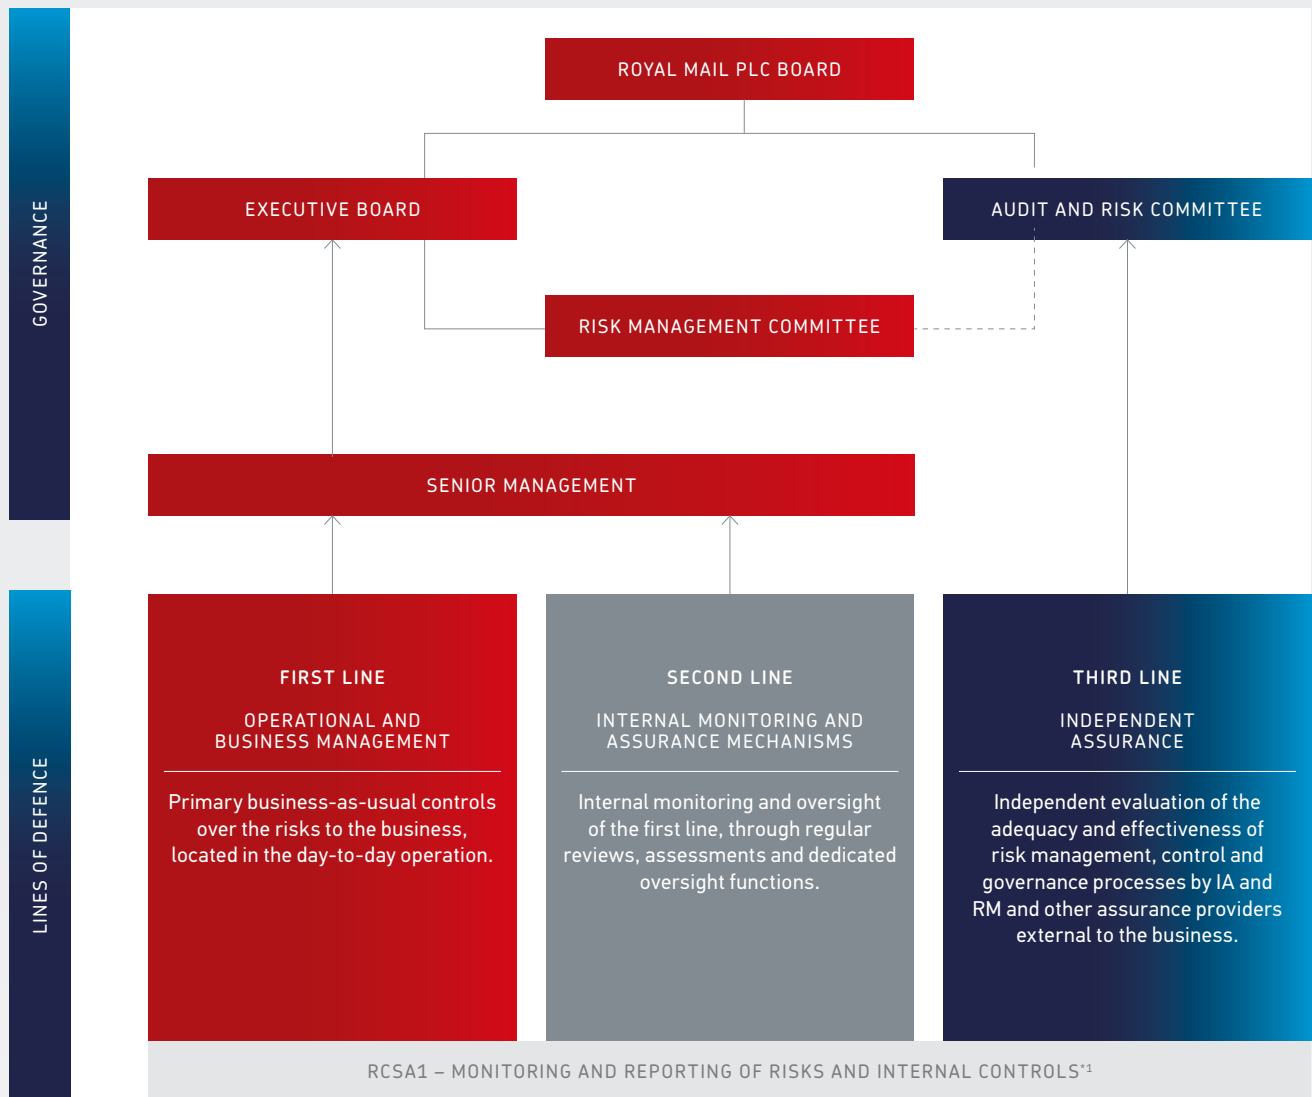 GOVERNANCE
ROYAL MAIL PLC BOARD
EXECUTIVE BOARD
AUDIT AND RISK COMMITTEE
RISK MANAGEMENT COMMITTEE
SENIOR MANAGEMENT
LINES OF DEFENCE
FIRST LINE
OPERATIONAL AND
BUSINESS MANAGEMENT
Primary business-as-usual controls
over the risks to the business,
located in the day-to-day operation.
SECOND LINE
INTERNAL MONITORING AND
ASSURANCE MECHANISMS
Internal monitoring and oversight
of the first line, through regular
reviews, assessments and dedicated
oversight functions.
THIRD LINE
INDEPENDENT
ASSURANCE
Independent evaluation of the
adequacy and effectiveness of
risk management, control and
governance processes by IA and
RM and other assurance providers
external to the business.
RCSA1 – MONITORING AND REPORTING OF RISKS AND INTERNAL CONTROLS*1